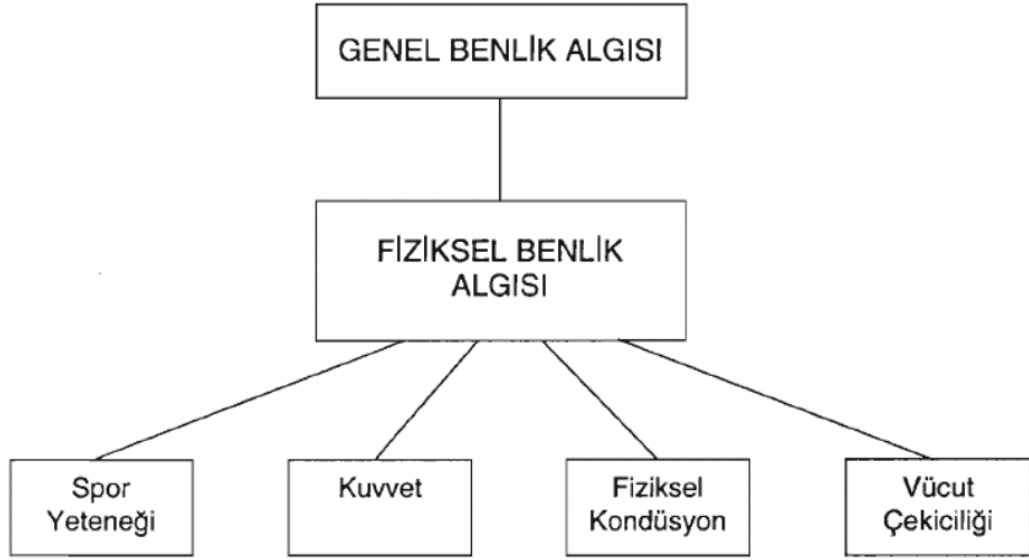 GENEL BENLİK ALGISI
FİZİKSEL BENLİK
ALGISI
Spor
Yeteneği
Kuvvet
Fiziksel
Kondüsyon
Vücut
Çekiciliği